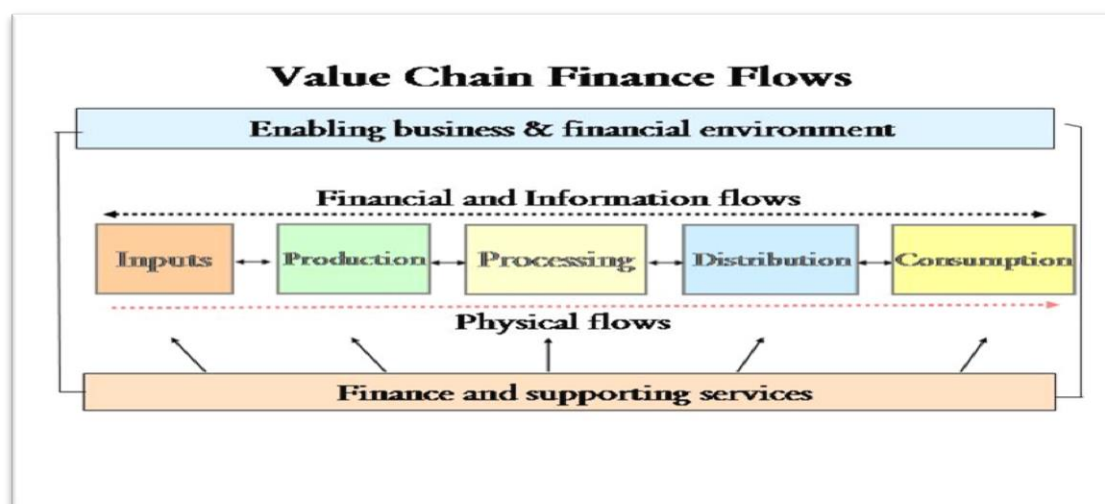 Value Chain Finance Flows
Enabling business & financial environment
Financial and Information flows
Inputs
Production
Processing
Distribution
Consumption
Physical flows
Finance and supporting services